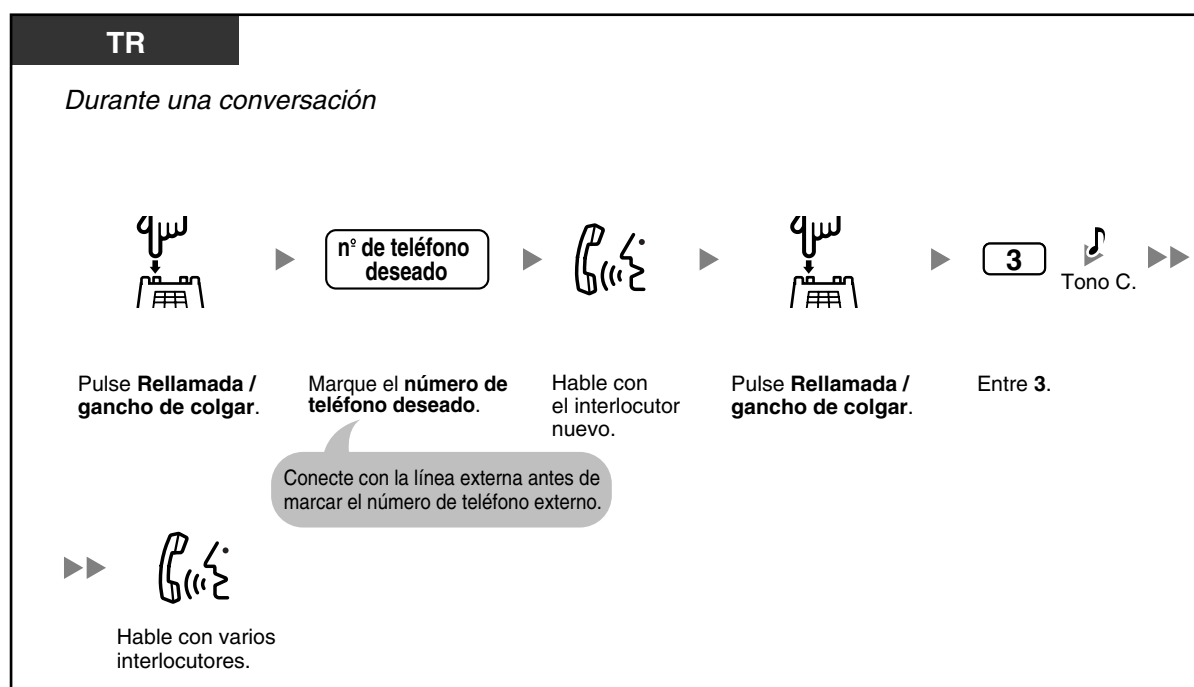 TR
Durante una conversación
nº de teléfono
deseado
3
Tono C.
Pulse Rellamada /
gancho de colgar.
Marque el número de
teléfono deseado.
Hable con
el interlocutor
nuevo.
Pulse Rellamada /
gancho de colgar.
Entre 3.
Conecte con la línea externa antes de
marcar el número de teléfono externo.
Hable con varios
interlocutores.